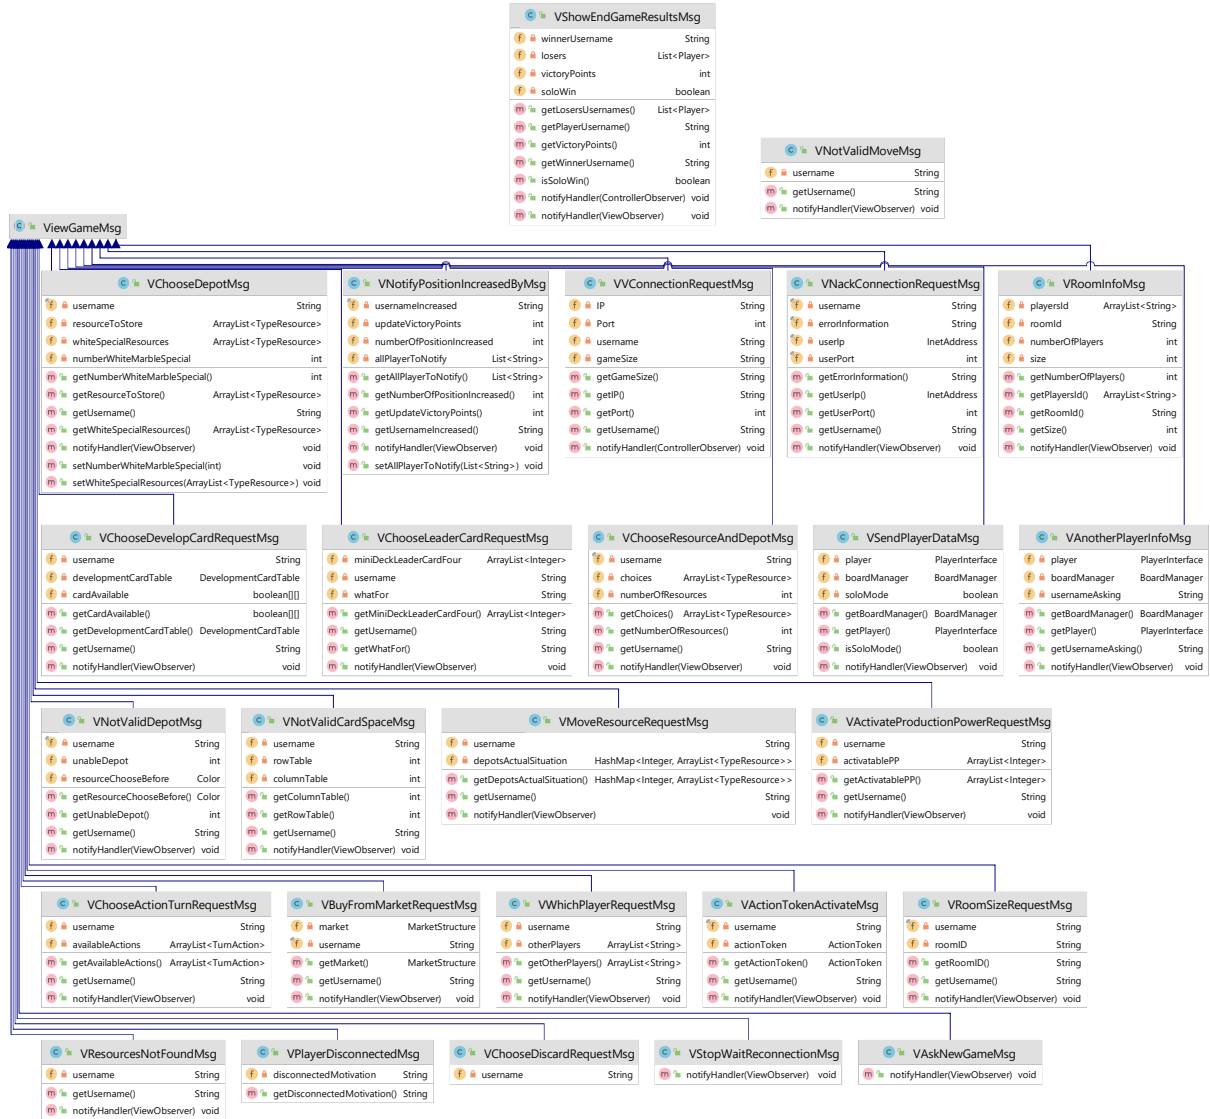 VShowEndGameResultsMsg
winnerUsername String
losers List<Player>
victoryPoints int
soloWin boolean
getLosersUsernames() List<Player>
getPlayerUsername() String
getVictoryPoints() int
getWinnerUsername() String
isSoloWin() boolean
notifyHandler(ControllerObserver) void
notifyHandler(ViewObserver) void
VNotValidMoveMsg
username String
getUsername() String
notifyHandler(ViewObserver) void
ViewGameMsg
VChooseDepotMsg
username String
resourceToStore ArrayList<TypeResource>
whiteSpecialResources ArrayList<TypeResource>
numberWhiteMarbleSpecial int
getNumberWhiteMarbleSpecial() int
getResourceToStore() ArrayList<TypeResource>
getUsername() String
getWhiteSpecialResources() ArrayList<TypeResource>
notifyHandler(ViewObserver) void
setNumberWhiteMarbleSpecial(int) void
setWhiteSpecialResources(ArrayList<TypeResource>) void
VNotifyPositionIncreasedByMsg
usernameIncreased String
updateVictoryPoints int
numberOfPositionIncreased int
allPlayerToNotify List<String>
getAllPlayerToNotify() List<String>
getNumberOfPositionIncreased() int
getUpdateVictoryPoints() int
getUsernameIncreased() String
notifyHandler(ViewObserver) void
setAllPlayerToNotify(List<String>) void
VVConnectionRequestMsg
IP String
Port int
username String
gameSize String
getGameSize() String
getIP() String
getPort() int
getUsername() String
notifyHandler(ControllerObserver) void
VNackConnectionRequestMsg
username String
errorInformation String
userIp InetAddress
userPort int
getErrorInformation() String
getUserIp() InetAddress
getUserPort() int
getUsername() String
notifyHandler(ViewObserver) void
VRoomInfoMsg
playersId ArrayList<String>
roomId String
numberOfPlayers int
size int
getNumberOfPlayers() int
getPlayersId() ArrayList<String>
getRoomId() String
getSize() int
notifyHandler(ViewObserver) void
VChooseDevelopCardRequestMsg
username String
developmentCardTable DevelopmentCardTable
cardAvailable boolean[][]
getCardAvailable() boolean[][]
getDevelopmentCardTable() DevelopmentCardTable
getUsername() String
notifyHandler(ViewObserver) void
VChooseLeaderCardRequestMsg
miniDeckLeaderCardFour ArrayList<Integer>
username String
whatFor String
getMiniDeckLeaderCardFour() ArrayList<Integer>
getUsername() String
getWhatFor() String
notifyHandler(ViewObserver) void
VChooseResourceAndDepotMsg
username String
choices ArrayList<TypeResource>
numberOfResources int
getChoices() ArrayList<TypeResource>
getNumberOfResources() int
getUsername() String
notifyHandler(ViewObserver) void
VSendPlayerDataMsg
player PlayerInterface
boardManager BoardManager
soloMode boolean
getBoardManager() BoardManager
getPlayer() PlayerInterface
isSoloMode() boolean
notifyHandler(ViewObserver) void
VAnotherPlayerInfoMsg
player PlayerInterface
boardManager BoardManager
usernameAsking String
getBoardManager() BoardManager
getPlayer() PlayerInterface
getUsernameAsking() String
notifyHandler(ViewObserver) void
VNotValidDepotMsg
username String
unableDepot int
resourceChooseBefore Color
getResourceChooseBefore() Color
getUnableDepot() int
getUsername() String
notifyHandler(ViewObserver) void
VNotValidCardSpaceMsg
username String
rowTable int
columnTable int
getColumnTable() int
getRowTable() int
getUsername() String
notifyHandler(ViewObserver) void
VMoveResourceRequestMsg
username String
depotsActualSituation HashMap<Integer, ArrayList<TypeResource>>
getDepotsActualSituation() HashMap<Integer, ArrayList<TypeResource>>
getUsername() String
notifyHandler(ViewObserver) void
VActivateProductionPowerRequestMsg
username String
activatablePP ArrayList<Integer>
getActivatablePP() ArrayList<Integer>
getUsername() String
notifyHandler(ViewObserver) void
VChooseActionTurnRequestMsg
username String
availableActions ArrayList<TurnAction>
getAvailableActions() ArrayList<TurnAction>
getUsername() String
notifyHandler(ViewObserver) void
VBuyFromMarketRequestMsg
market MarketStructure
username String
getMarket() MarketStructure
getUsername() String
notifyHandler(ViewObserver) void
VWhichPlayerRequestMsg
username String
otherPlayers ArrayList<String>
getOtherPlayers() ArrayList<String>
getUsername() String
notifyHandler(ViewObserver) void
VActionTokenActivateMsg
username String
actionToken ActionToken
getActionToken() ActionToken
getUsername() String
notifyHandler(ViewObserver) void
VRoomSizeRequestMsg
username String
roomID String
getRoomID() String
getUsername() String
notifyHandler(ViewObserver) void
VResourcesNotFoundMsg
username String
getUsername() String
notifyHandler(ViewObserver) void
VPlayerDisconnectedMsg
disconnectedMotivation String
getDisconnectedMotivation() String
VChooseDiscardRequestMsg
username String
VStopWaitReconnectionMsg
notifyHandler(ViewObserver) void
VAskNewGameMsg
notifyHandler(ViewObserver) void